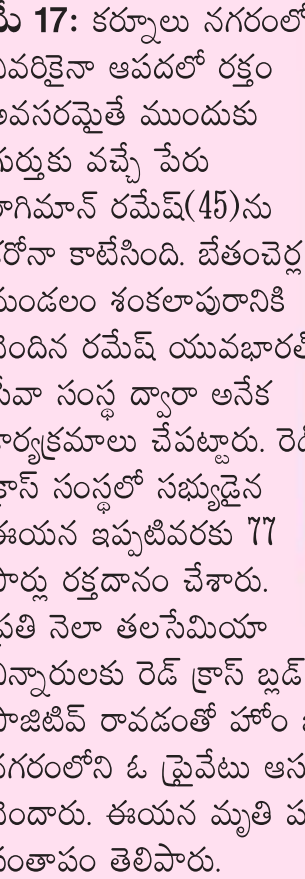 17: కర్నూలు నగరంలో
ఎవరికైనా ఆపదలో రక్తం
అవసరమైతే ముందుకు
గుర్తుకు వచ్చే పేరు
రాగిమాన్ రమేష్(45)ను
కరోనా కాటేసింది. బేతంచెర్ల
మండలం శంకలాపురానికి
చెందిన రమేష్ యువభారతి
సేవా సంస్థ ద్వారా అనేక
కార్యక్రమాలు చేపట్టారు. రెడ్
క్రాస్ సంస్థలో సభ్యుడైన
ఈయన ఇప్పటివరకు 77
సార్లు రక్తదానం చేశారు.
ప్రతి నెలా తలసేమియా
చిన్నారులకు రెడ్ క్రాస్ బ్లడ్
పాజిటివ్ రావడంతో హోం
నగరంలోని ఓ ప్రైవేటు
చెందారు. ఈయన మృతి
సంతాపం తెలిపారు.